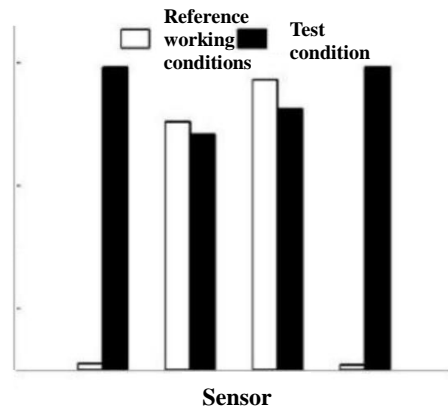 Reference
working
conditions
Test
condition
Sensor